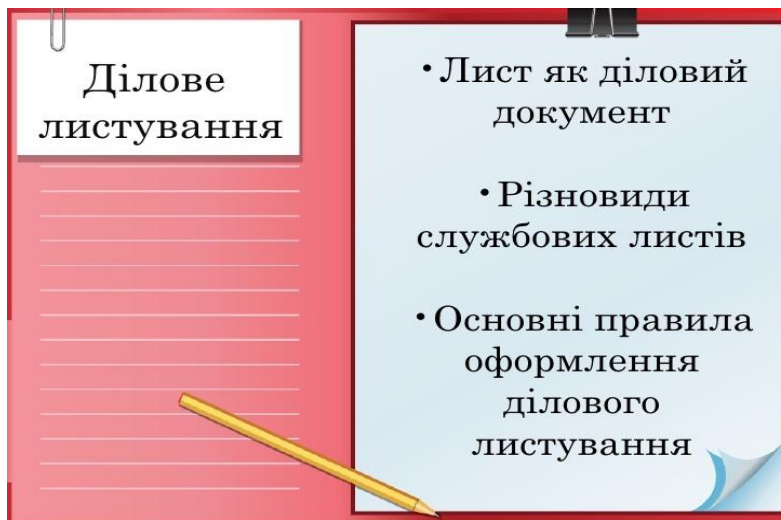 Ділове
листування
• Лист як діловий
документ
• Різновиди
службових листів
• Основні правила
оформлення
ділового
листування